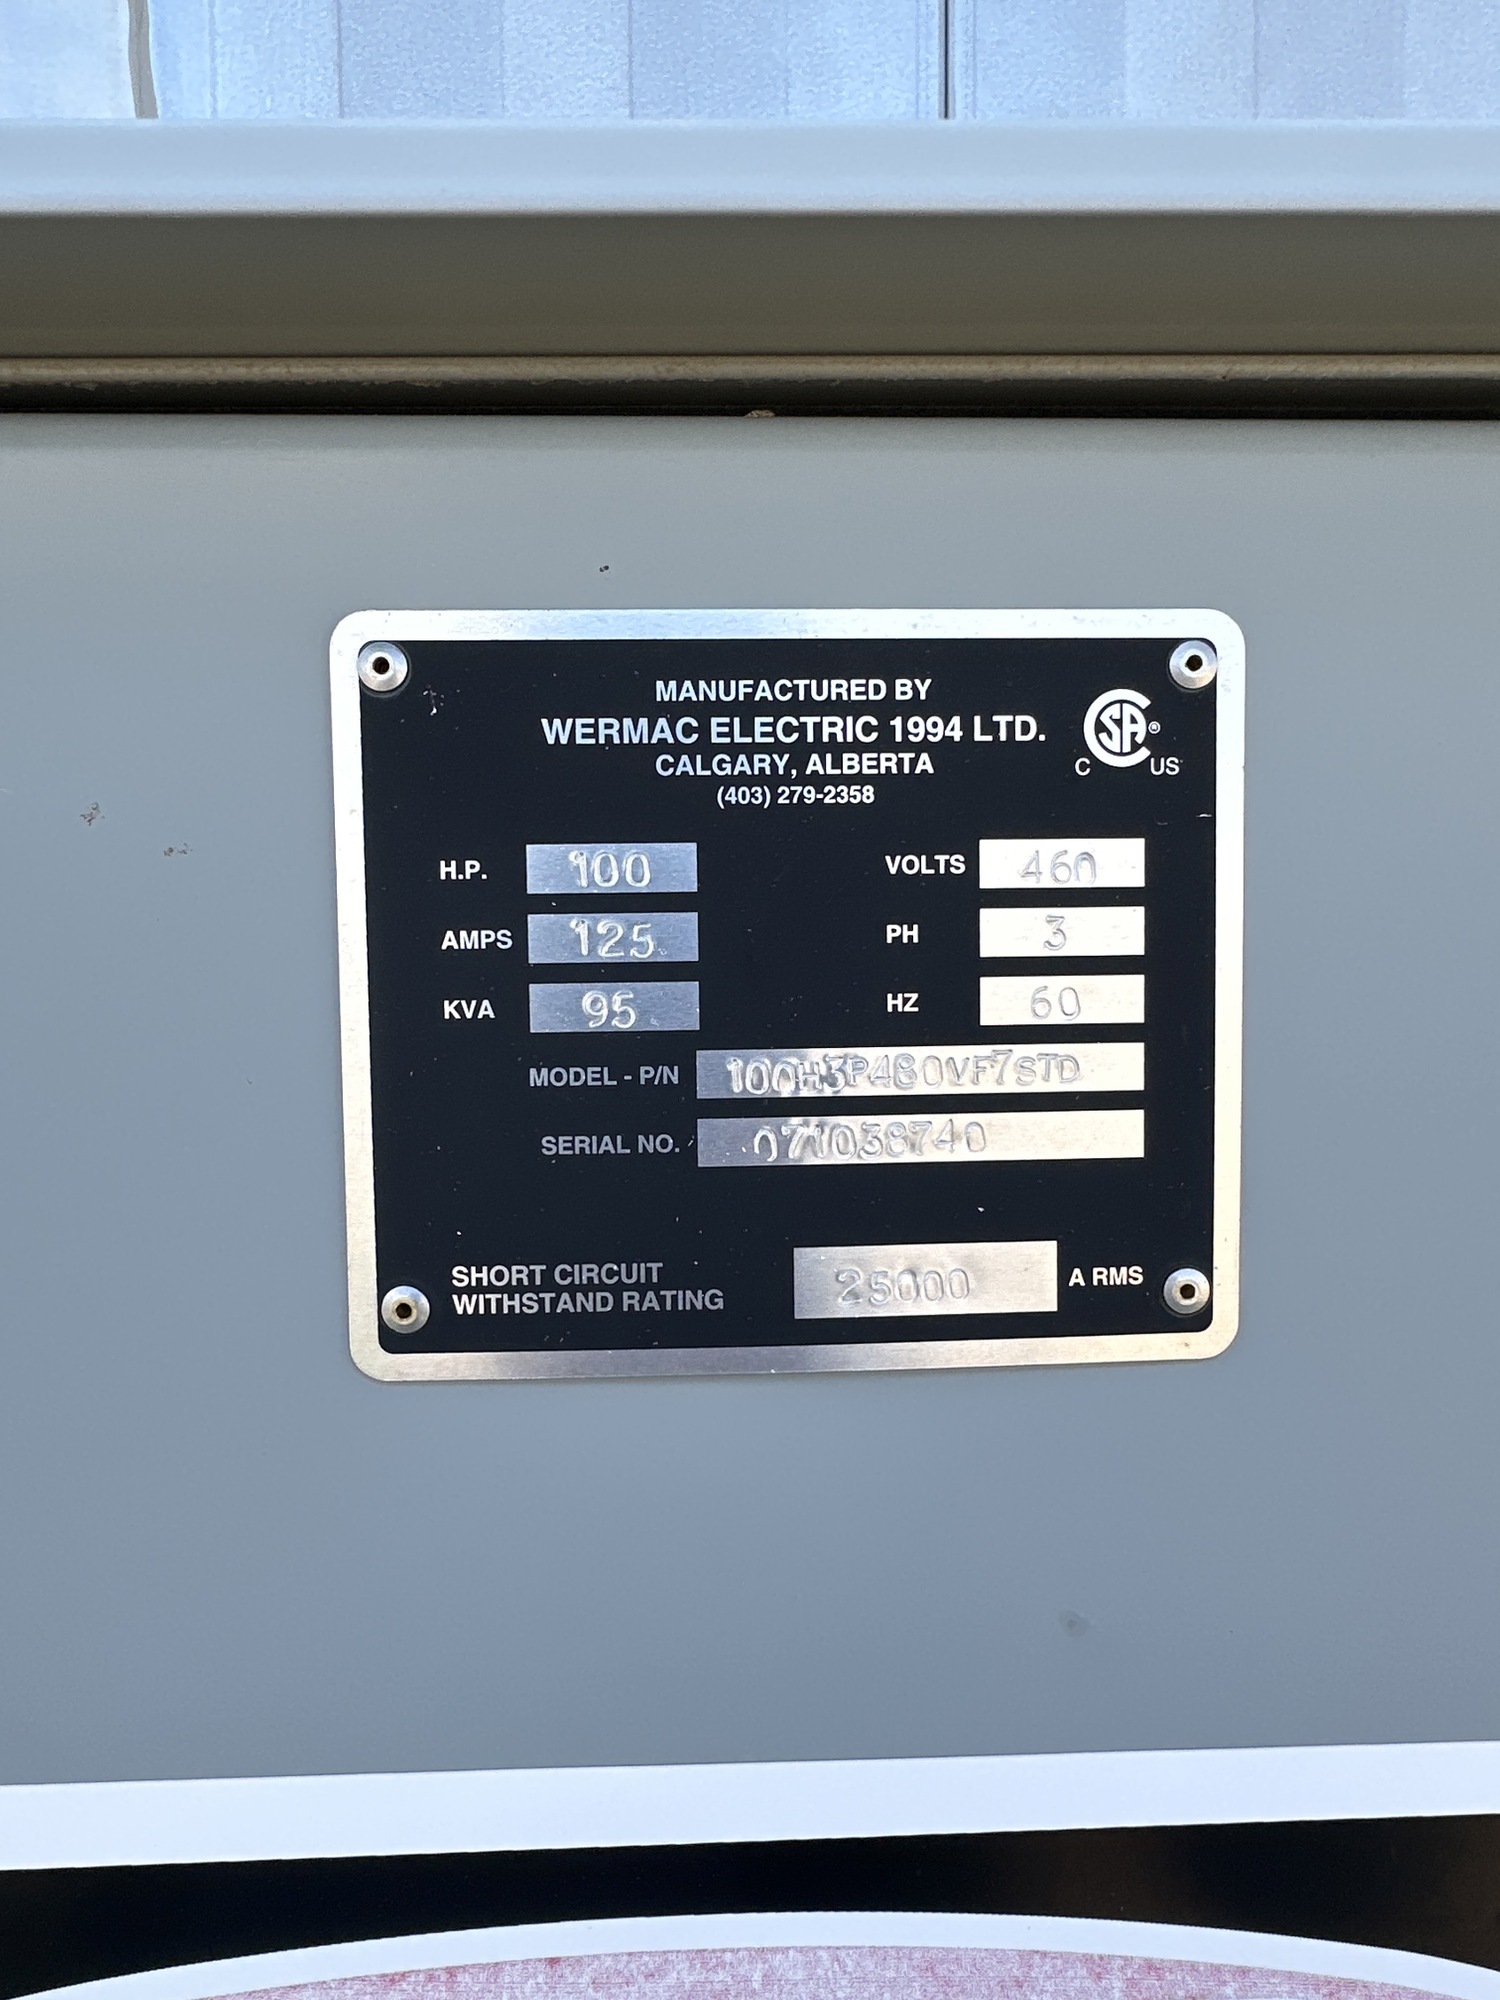 MANUFACTURED BY
WERMAC ELECTRIC 1994 LTD.
CALGARY, ALBERTA
(403) 279-2358
CSA®
C US
H.P. 100 VOLTS 460
AMPS 125 PH 3
KVA 95 HZ 60
MODEL - P/N 100H3P480VF7STD
SERIAL NO. 071038740
SHORT CIRCUIT
WITHSTAND RATING 25000 A RMS